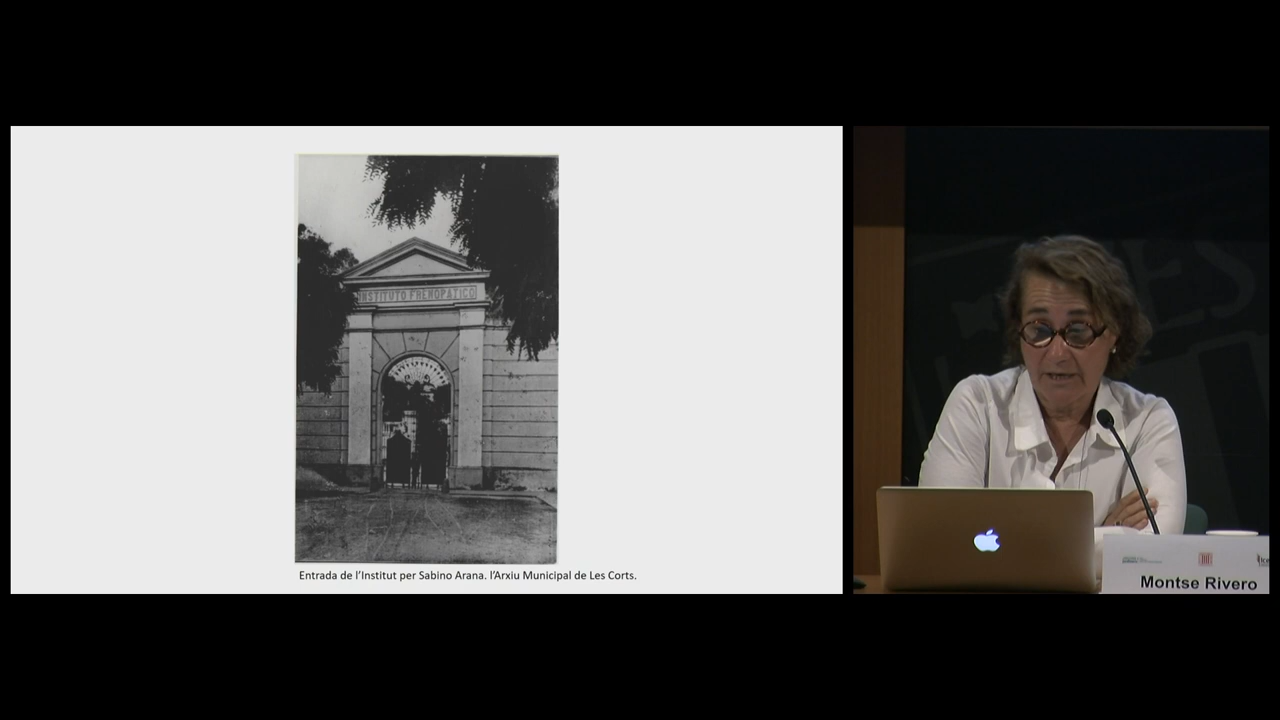 INSTITUTO FRENOPATICO
Entrada de l'Institut per Sabino Arana. l'Arxiu Municipal de Les Corts.
Montse Rivero